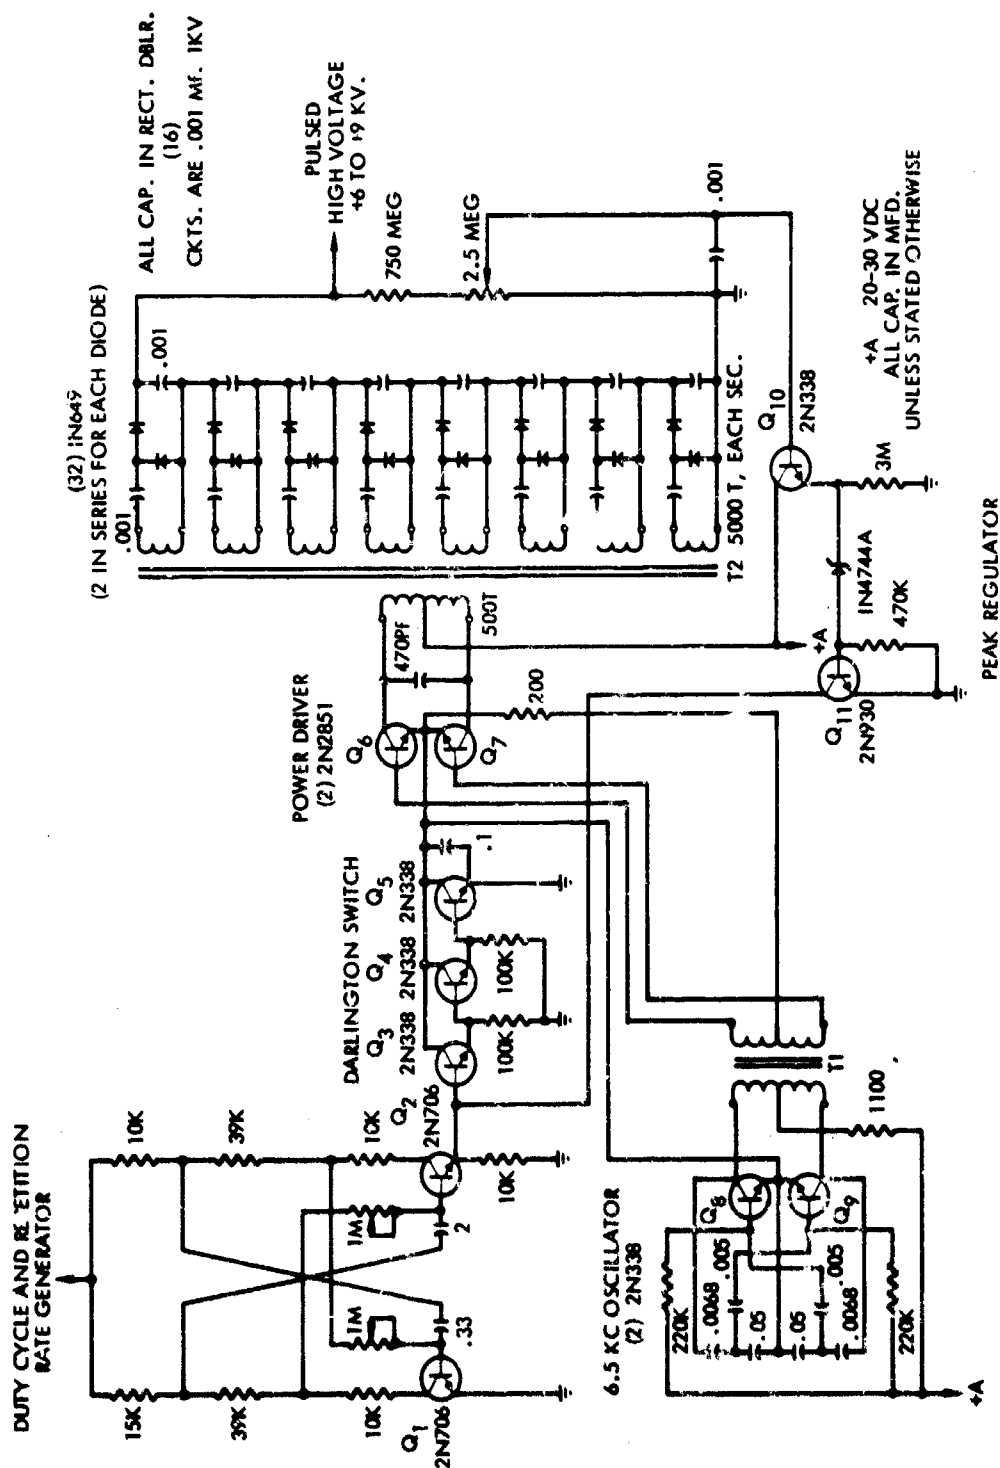 DUTY CYCLE AND RE ETITION
RATE GENERATOR
15K
10K
39K
39K
1M
1M
10K
10K
.33
2
10K
Q1
2N706
Q2
2N706
DARLINGTON SWITCH
Q3
2N338
Q4
2N338
Q5
2N338
100K
100K
.1
POWER DRIVER
(2) 2N2851
Q6
Q7
470Pf
500T
200
(32) 1N649
(2 IN SERIES FOR EACH DIODE)
.001
.001
T2 5000 T, EACH SEC.
ALL CAP. IN RECT. DBLR.
(16)
CKTS. ARE .001 Mf. 1KV
PULSED
HIGH VOLTAGE
+6 TO +9 KV.
750 MEG
2.5 MEG
.001
6.5 KC OSCILLATOR
(2) 2N338
Q8
Q9
220K
.0068
.005
.05
.05
.005
.0068
220K
T1
1100
+A
Q10
2N338
3M
1N4744A
470K
+A
Q11
2N930
+A 20-30 VDC
ALL CAP. IN MFD.
UNLESS STATED OTHERWISE
PEAK REGULATOR